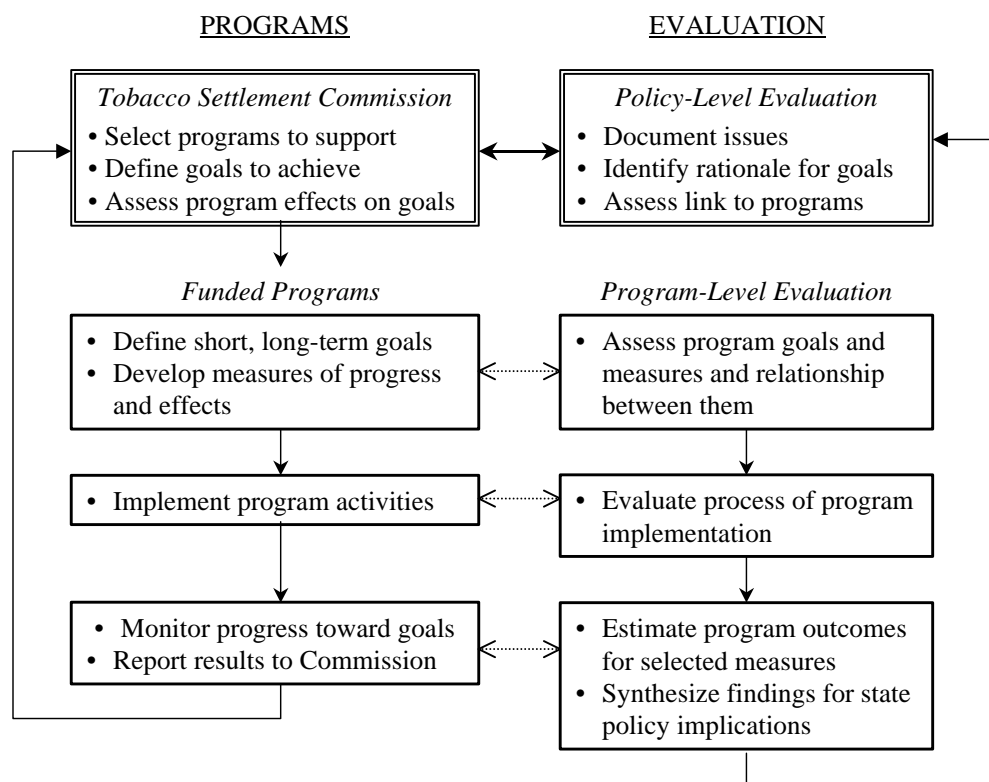 PROGRAMS
EVALUATION
Tobacco Settlement Commission
• Select programs to support
• Define goals to achieve
• Assess program effects on goals
Policy-Level Evaluation
• Document issues
• Identify rationale for goals
• Assess link to programs
Funded Programs
• Define short, long-term goals
• Develop measures of progress
and effects
Program-Level Evaluation
• Assess program goals and
measures and relationship
between them
• Implement program activities
• Evaluate process of program
implementation
• Monitor progress toward goals
• Report results to Commission
• Estimate program outcomes
for selected measures
• Synthesize findings for state
policy implications